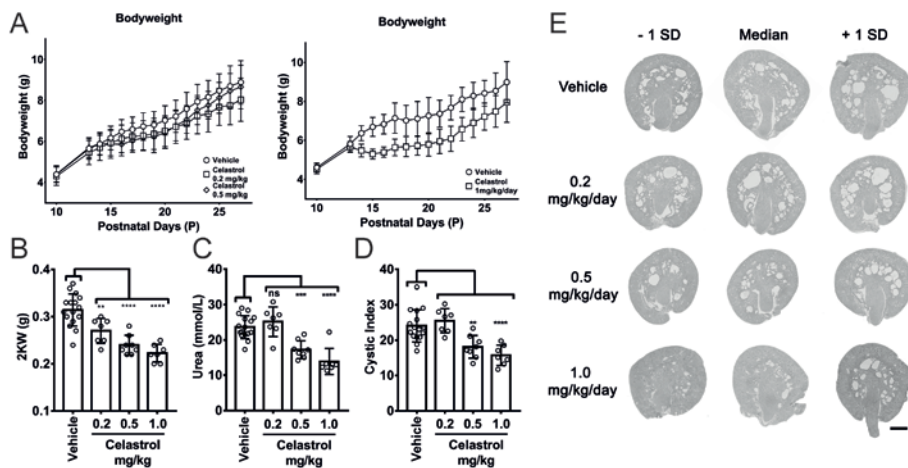 A
Bodyweight
Bodyweight (g)
10
8
6
4
10 15 20 25
Postnatal Days (P)
Vehicle
Celastrol
0.2 mg/kg
Celastrol
0.5 mg/kg
Bodyweight
Bodyweight (g)
10
8
6
4
10 15 20 25
Postnatal Days (P)
Vehicle
Celastrol
1mg/kg/day
B
2KW (g)
0.4
0.3
0.2
0.1
** **** ****
Vehicle
0.2 0.5 1.0
Celastrol
mg/kg
C
Urea (mmol/L)
40
30
20
10
0
ns *** ****
Vehicle
0.2 0.5 1.0
Celastrol
mg/kg
D
Cystic Index
40
30
20
10
0
** ****
Vehicle
0.2 0.5 1.0
Celastrol
mg/kg
E
- 1 SD Median + 1 SD
Vehicle
0.2
mg/kg/day
0.5
mg/kg/day
1.0
mg/kg/day